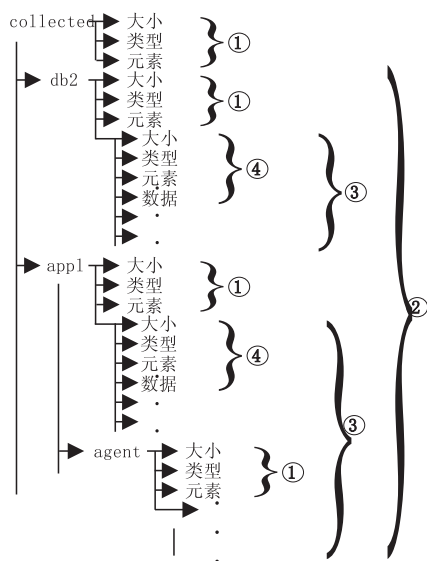 collected 大小
类型 ①
元素
db2 大小
类型 ①
元素
大小
类型
元素 ④
数据 ③
②
appl 大小
类型 ①
元素
大小
类型
元素 ④
数据
③
agent 大小
类型 ①
元素